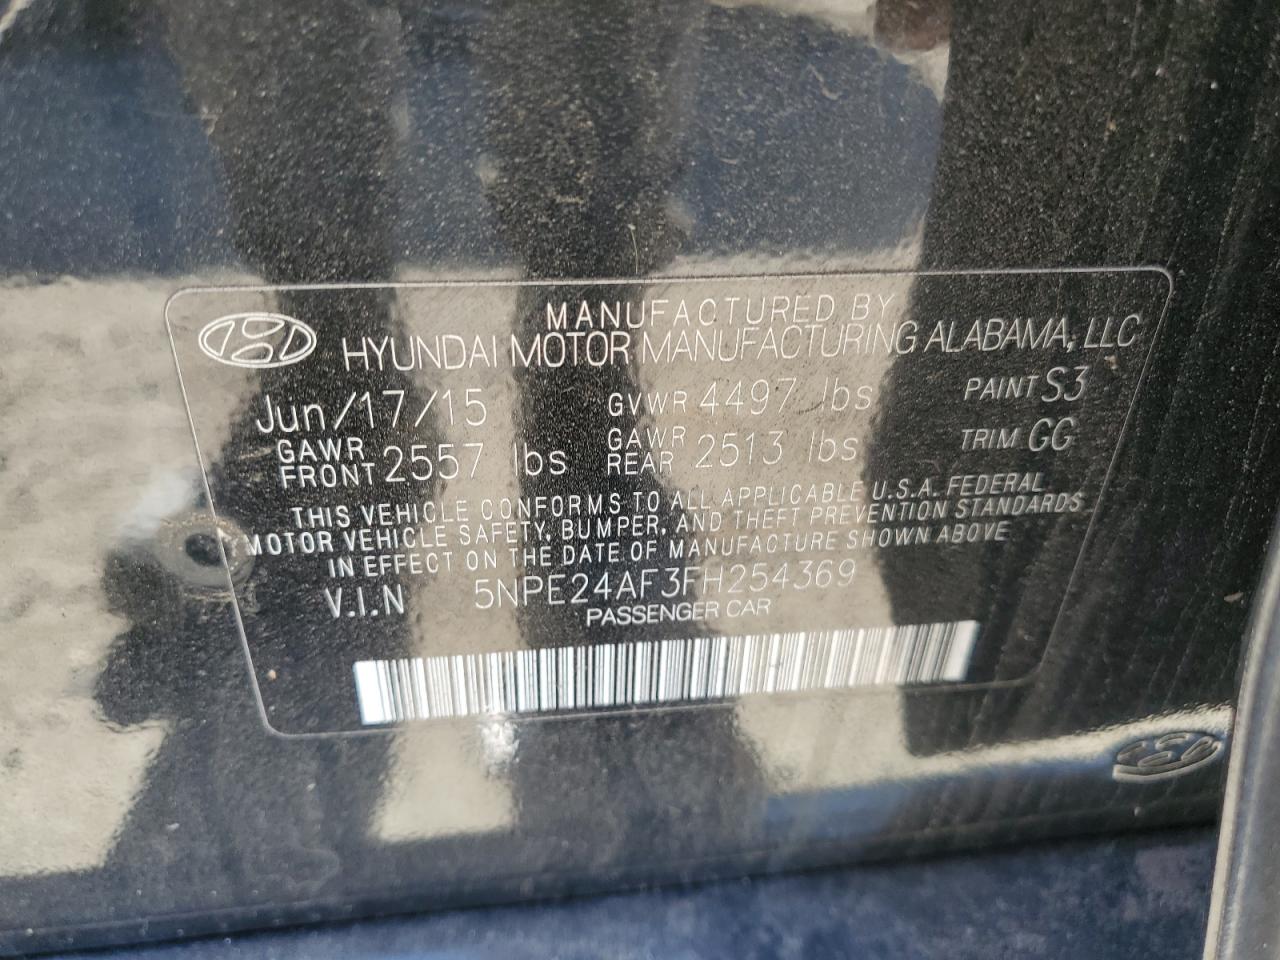 MANUFACTURED BY
HYUNDAI MOTOR MANUFACTURING ALABAMA, LLC
Jun/17/15 GVWR 4497 lbs PAINT S3
GAWR FRONT 2557 lbs GAWR REAR 2513 lbs TRIM GG
THIS VEHICLE CONFORMS TO ALL APPLICABLE U.S.A. FEDERAL
MOTOR VEHICLE SAFETY, BUMPER, AND THEFT PREVENTION STANDARDS
IN EFFECT ON THE DATE OF MANUFACTURE SHOWN ABOVE
V.I.N 5NPE24AF3FH254369
PASSENGER CAR